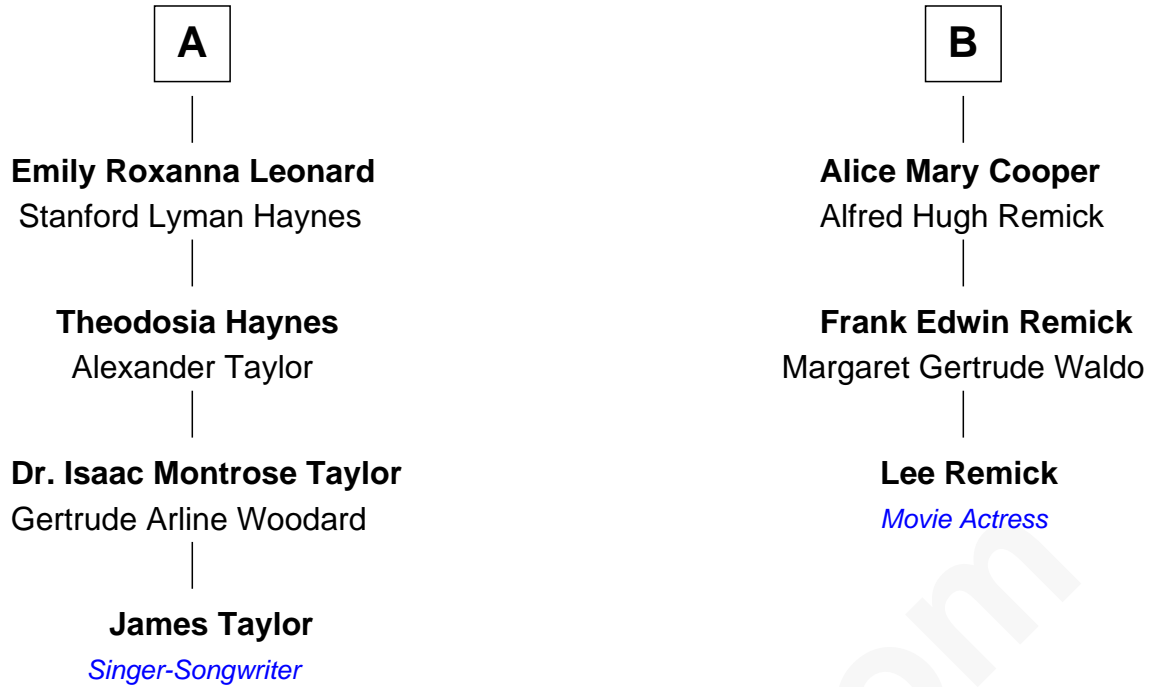 A
Emily Roxanna Leonard
Stanford Lyman Haynes
Theodosia Haynes
Alexander Taylor
Dr. Isaac Montrose Taylor
Gertrude Arline Woodard
James Taylor
Singer-Songwriter
B
Alice Mary Cooper
Alfred Hugh Remick
Frank Edwin Remick
Margaret Gertrude Waldo
Lee Remick
Movie Actress
om